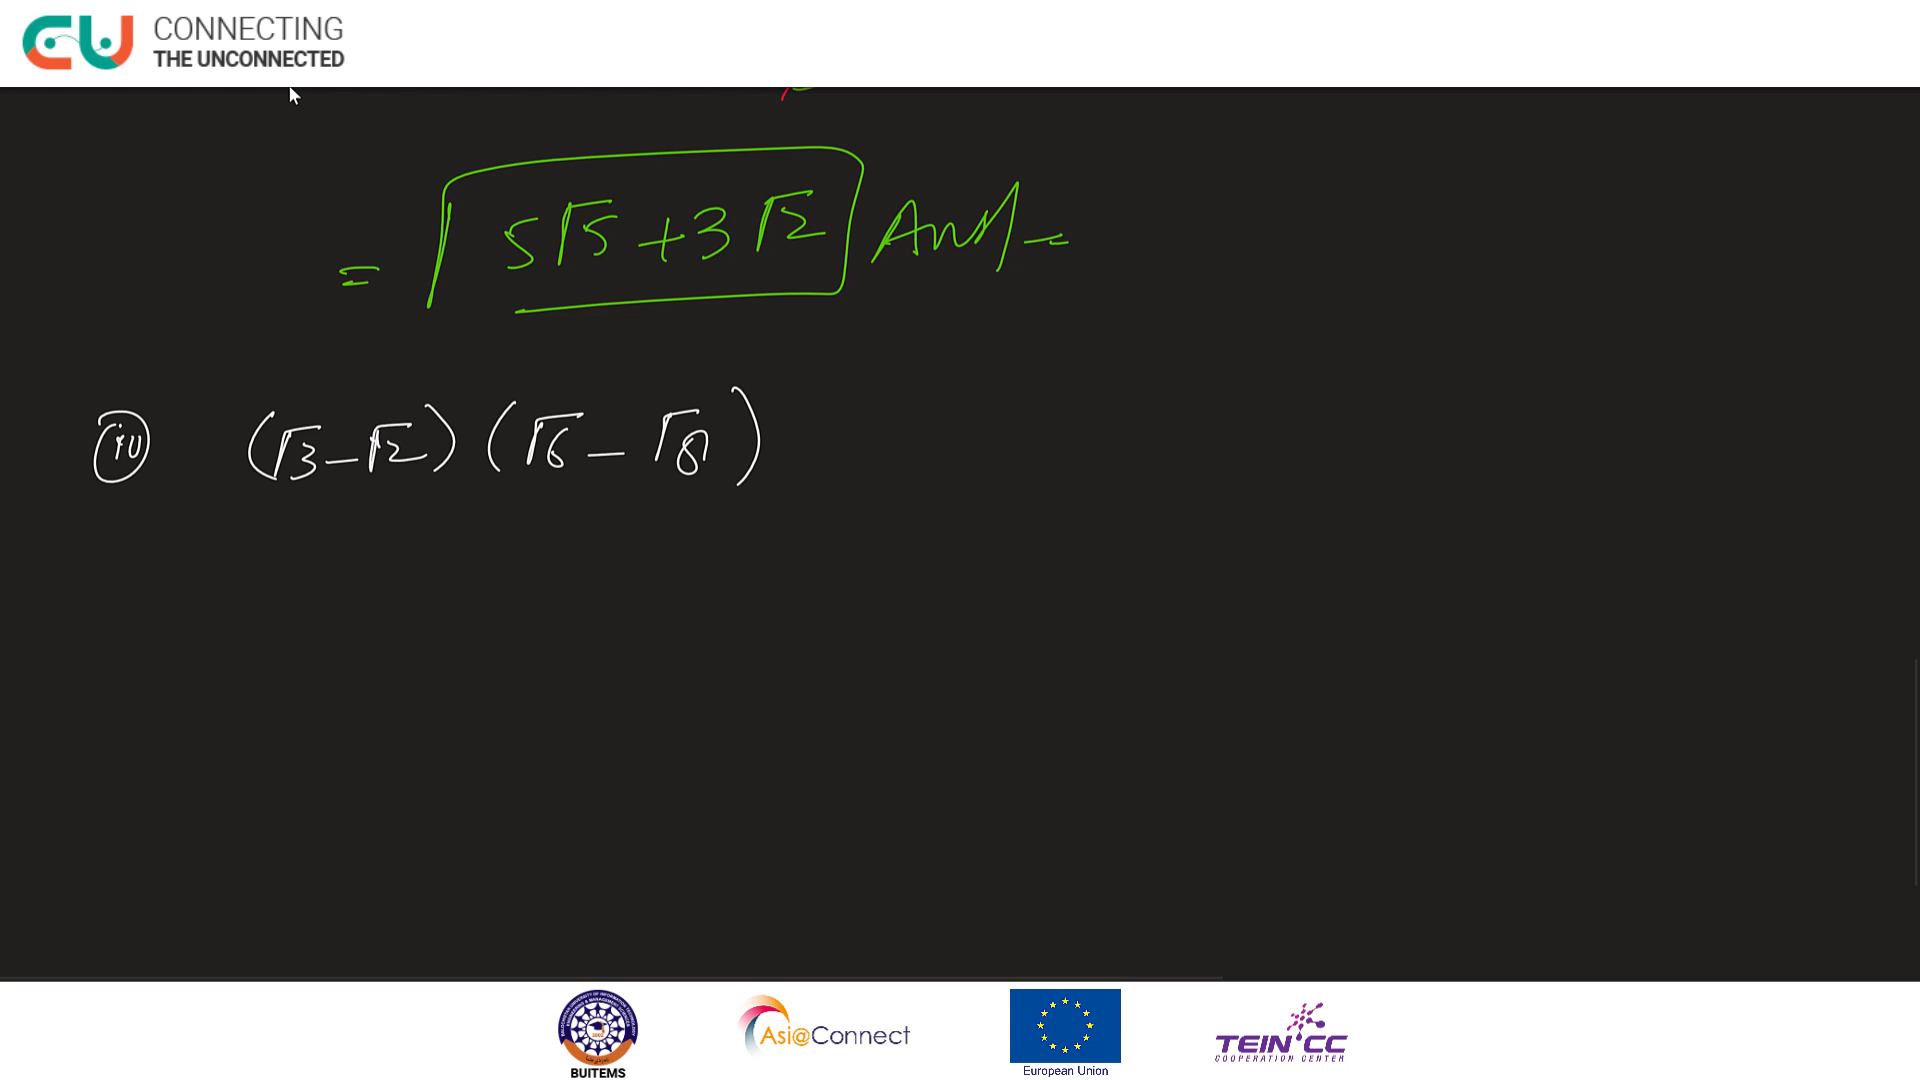 CONNECTING
THE UNCONNECTED
= 5√5 + 3√2 Ans
iv (√3 - √2) (√6 - √8)
BUITEMS
Asi@Connect
European Union
TEIN*CC
COOPERATION CENTER